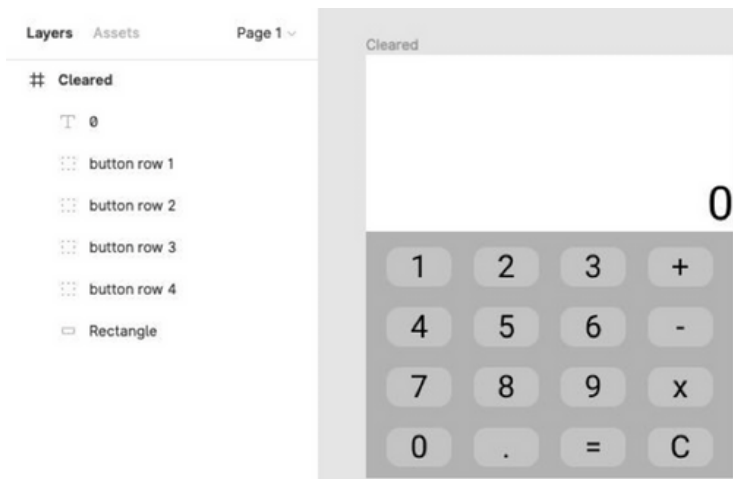 Layers Assets Page 1
Cleared
0
button row 1
button row 2
button row 3
button row 4
Rectangle
Cleared
0
1 2 3 +
4 5 6 -
7 8 9 x
0 . = C